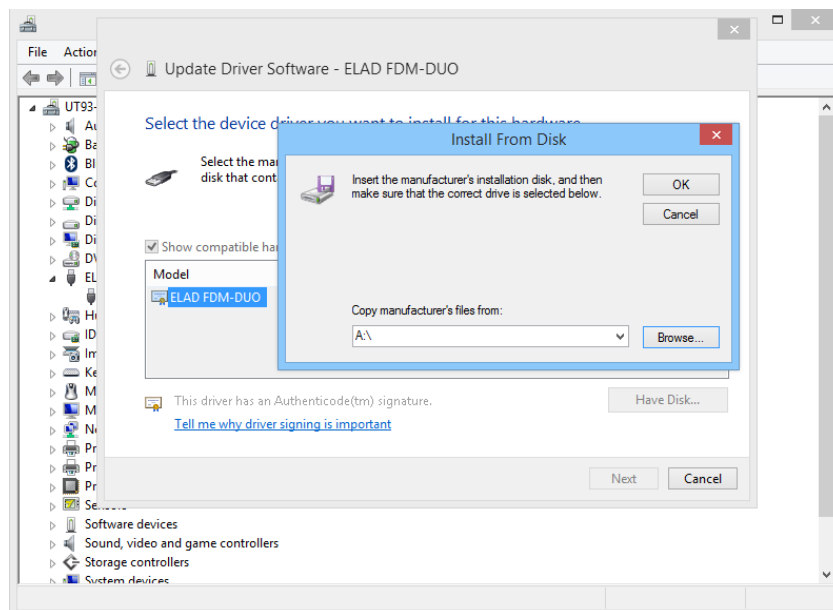 File Action
Update Driver Software - ELAD FDM-DUO
UT93-
Select the device driver you want to install for this hardware.
Install From Disk
Select the ma
disk that cont
Insert the manufacturer's installation disk, and then
make sure that the correct drive is selected below.
OK
Cancel
Show compatible ha
Model
ELAD FDM-DUO
Copy manufacturer's files from:
A:\
Browse...
This driver has an Authenticode(tm) signature.
Have Disk...
Tell me why driver signing is important
Next
Cancel
Au
Ba
Bl
Co
Di
Di
Di
DV
EL
H
ID
Im
Ke
M
M
Ne
Pr
Pr
Pr
Sensors
Software devices
Sound, video and game controllers
Storage controllers
System devices